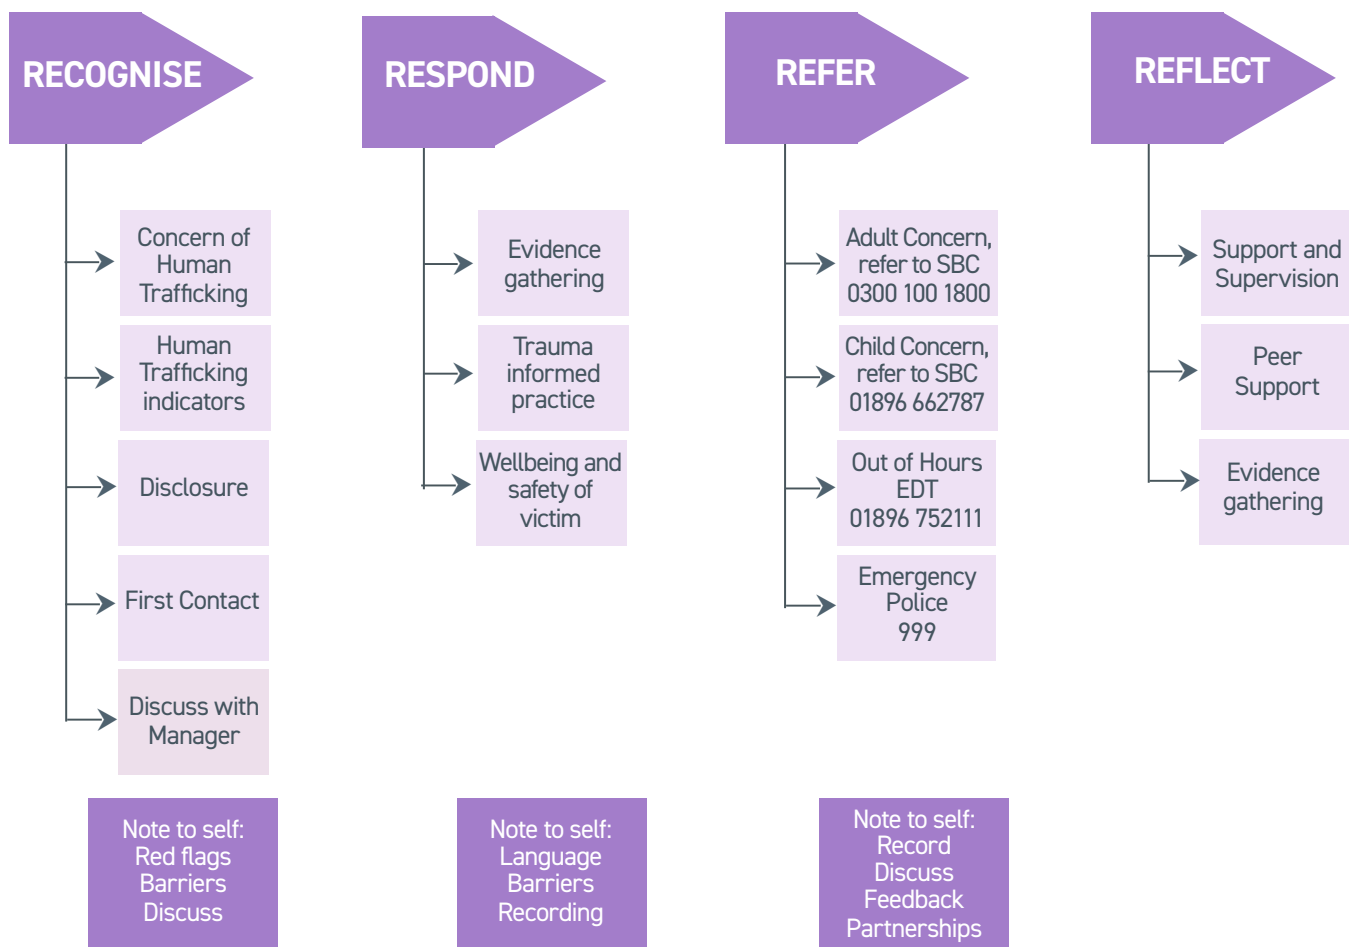 RECOGNISE
Concern of
Human
Trafficking
Human
Trafficking
indicators
Disclosure
First Contact
Discuss with
Manager
Note to self:
Red flags
Barriers
Discuss
RESPOND
Evidence
gathering
Trauma
informed
practice
Wellbeing and
safety of
victim
Note to self:
Language
Barriers
Recording
REFER
Adult Concern,
refer to SBC
0300 100 1800
Child Concern,
refer to SBC
01896 662787
Out of Hours
EDT
01896 752111
Emergency
Police
999
Note to self:
Record
Discuss
Feedback
Partnerships
REFLECT
Support and
Supervision
Peer
Support
Evidence
gathering